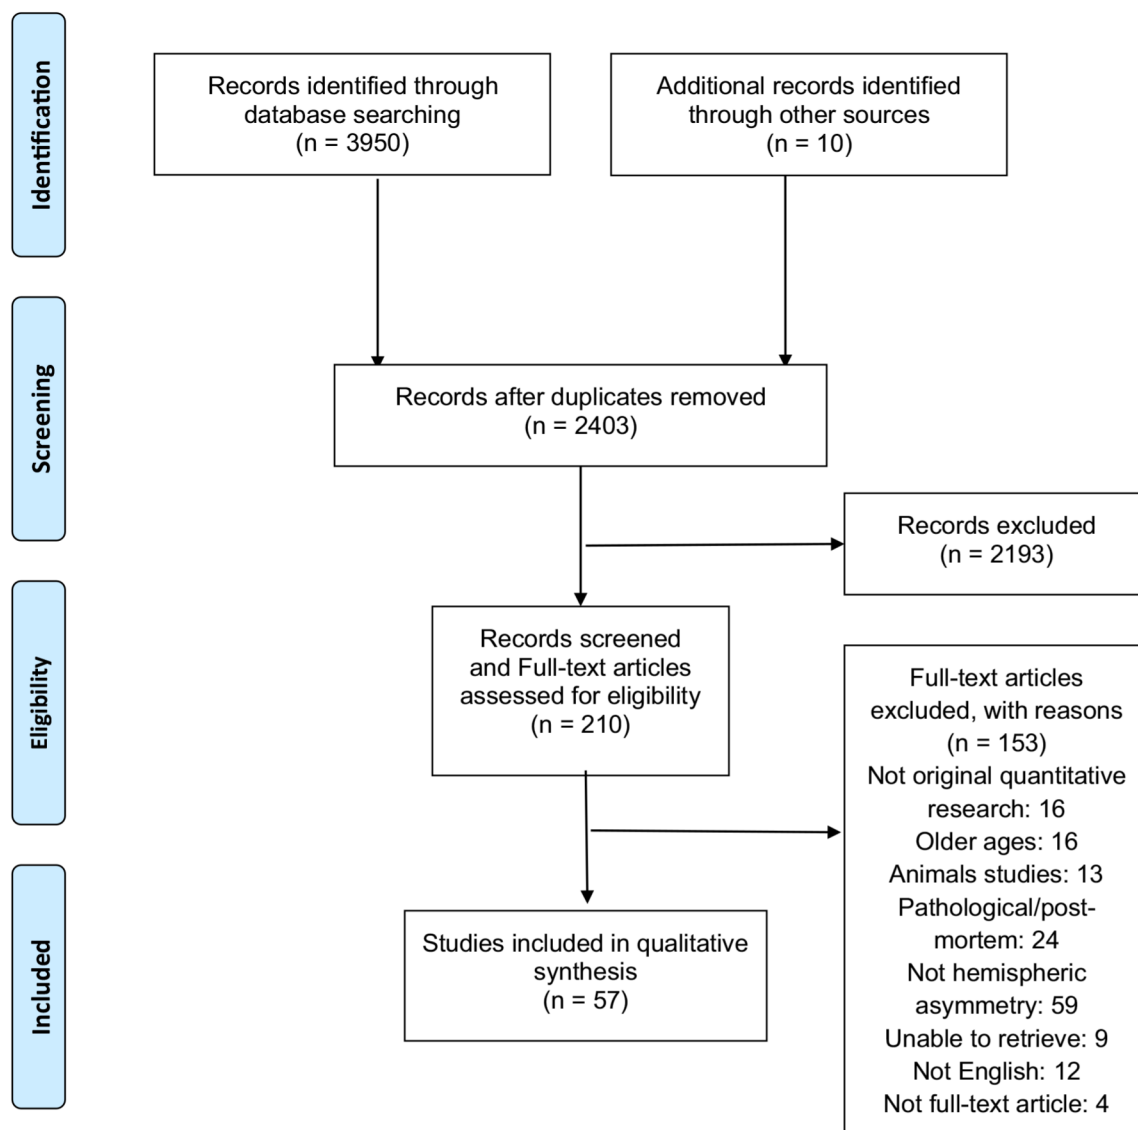 Identification
Records identified through
database searching
(n = 3950)
Additional records identified
through other sources
(n = 10)
Screening
Records after duplicates removed
(n = 2403)
Records excluded
(n = 2193)
Eligibility
Records screened
and Full-text articles
assessed for eligibility
(n = 210)
Full-text articles
excluded, with reasons
(n = 153)
Not original quantitative
research: 16
Older ages: 16
Animals studies: 13
Pathological/post-
mortem: 24
Not hemispheric
asymmetry: 59
Unable to retrieve: 9
Not English: 12
Not full-text article: 4
Included
Studies included in qualitative
synthesis
(n = 57)